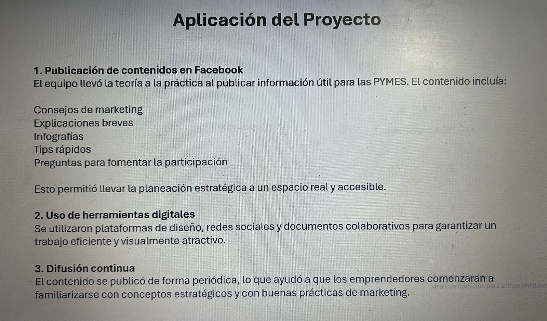 Aplicación del Proyecto
1. Publicación de contenidos en Facebook
El equipo llevó la teoría a la práctica al publicar información útil para las PYMES. El contenido incluía:
Consejos de marketing
Explicaciones breves
Infografías
Tips rápidos
Preguntas para fomentar la participación
Esto permitió llevar la planeación estratégica a un espacio real y accesible.
2. Uso de herramientas digitales
Se utilizaron plataformas de diseño, redes sociales y documentos colaborativos para garantizar un
trabajo eficiente y visualmente atractivo.
3. Difusión continua
El contenido se publicó de forma periódica, lo que ayudó a que los emprendedores comenzaran a
familiarizarse con conceptos estratégicos y con buenas prácticas de marketing.
para activar Windows